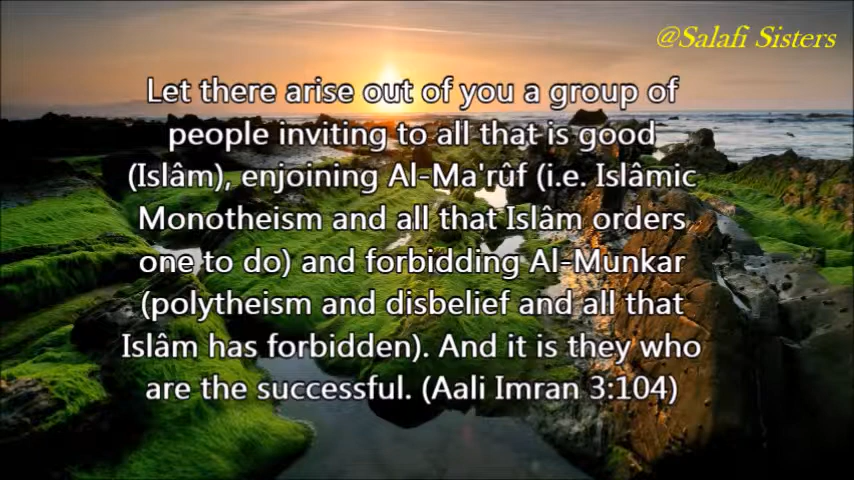 @Salafi Sisters
Let there arise out of you a group of
people inviting to all that is good
(Islâm), enjoining Al-Ma'rûf (i.e. Islâmic
Monotheism and all that Islâm orders
one to do) and forbidding Al-Munkar
(polytheism and disbelief and all that
Islâm has forbidden). And it is they who
are the successful. (Aali Imran 3:104)